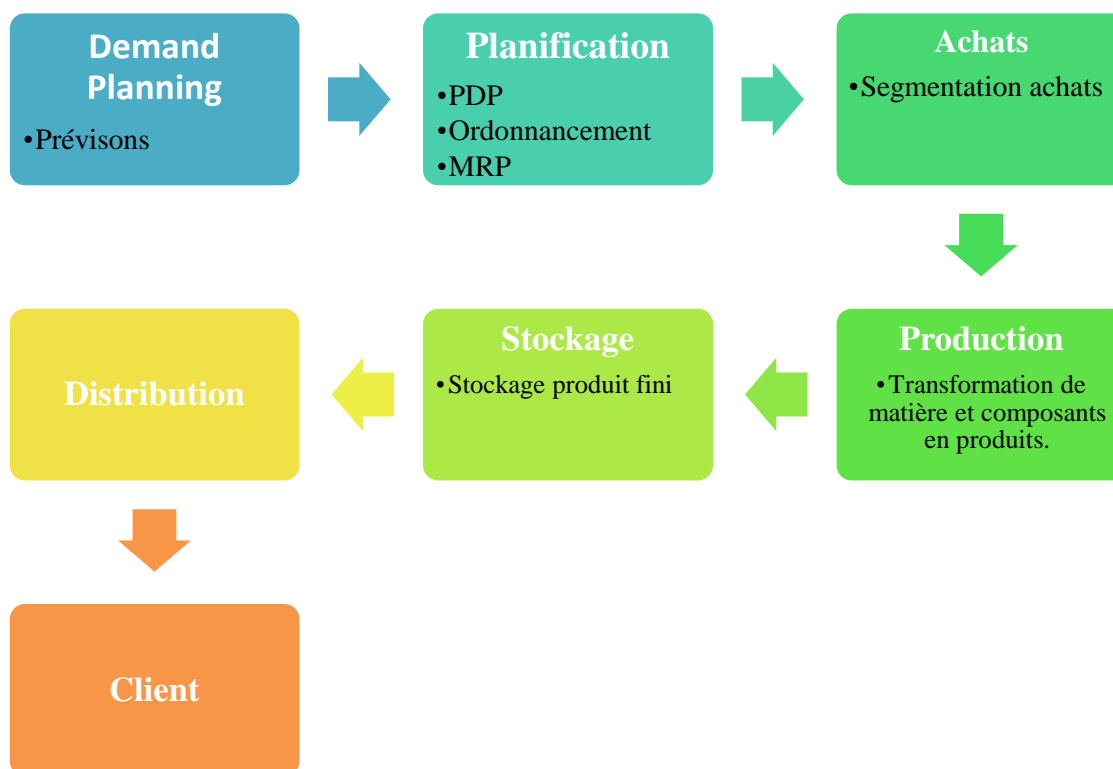 Demand
Planning
•Prévisons
Planification
•PDP
•Ordonnancement
•MRP
Achats
•Segmentation achats
Production
•Transformation de
matière et composants
en produits.
Stockage
•Stockage produit fini
Distribution
Client